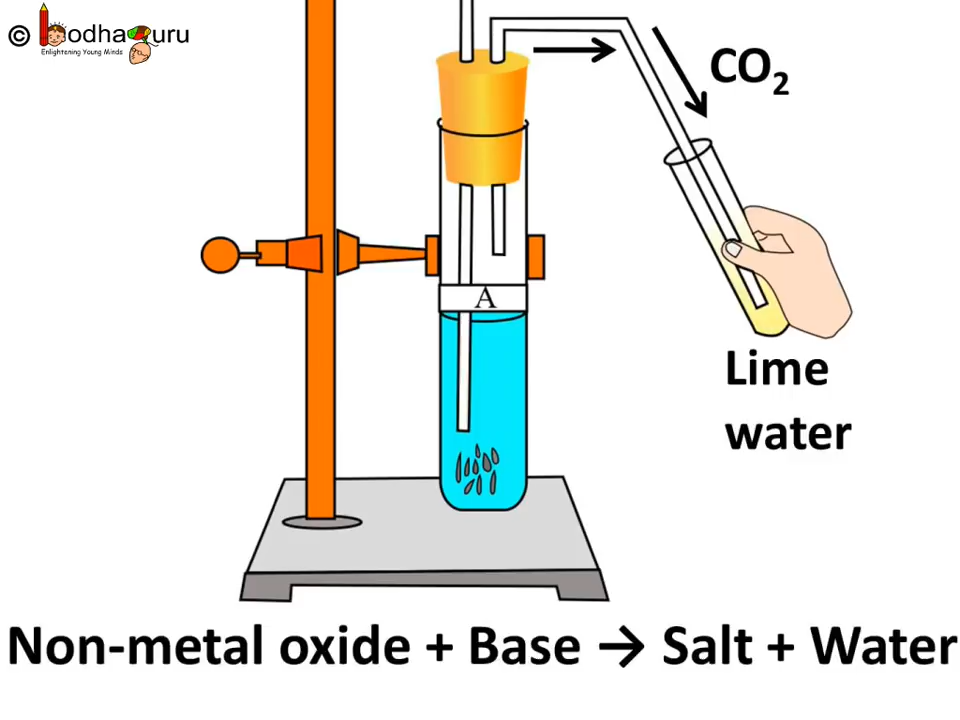 © BodhaGuru
Enlightening Young Minds
CO₂
A
Lime
water
Non-metal oxide + Base → Salt + Water